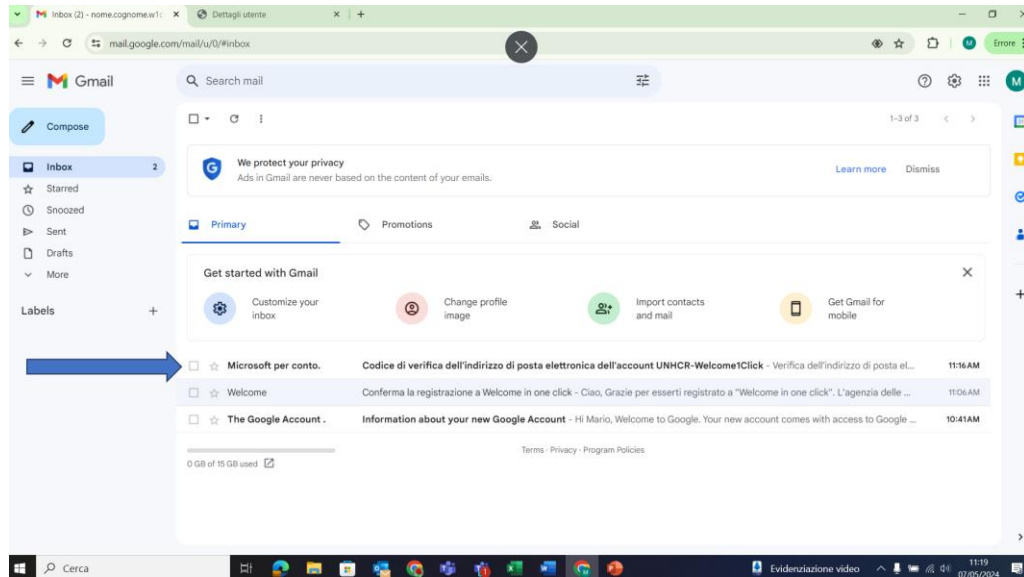 Inbox (2) - nome.cognome.w1c
Dettagli utente
mail.google.com/mail/u/0/#inbox
M
Errore
Gmail
Search mail
M
Compose
1–3 of 3
Inbox 2
Starred
Snoozed
Sent
Drafts
More
Labels
We protect your privacy
Ads in Gmail are never based on the content of your emails.
Learn more Dismiss
Primary Promotions Social
Get started with Gmail
Customize your
inbox
Change profile
image
Import contacts
and mail
Get Gmail for
mobile
Microsoft per conto. Codice di verifica dell'indirizzo di posta elettronica dell'account UNHCR-Welcome1Click - Verifica dell'indirizzo di posta el... 11:16 AM
Welcome Conferma la registrazione a Welcome in one click - Ciao, Grazie per esserti registrato a "Welcome in one click". L'agenzia delle ... 11:06 AM
The Google Account . Information about your new Google Account - Hi Mario, Welcome to Google. Your new account comes with access to Google ... 10:41 AM
Terms · Privacy · Program Policies
0 GB of 15 GB used
Cerca
Evidenziazione video
11:19
07/05/2024